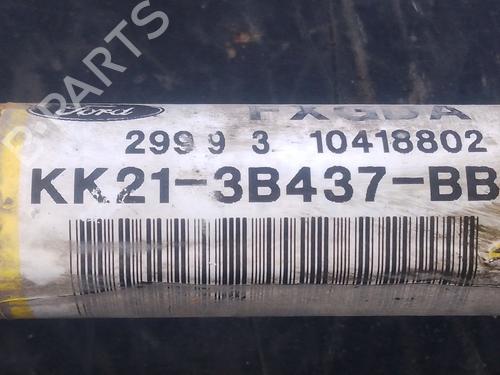 B-PARTS
Ford FXGBA
299 9 3 10418802
KK21-3B437-BB